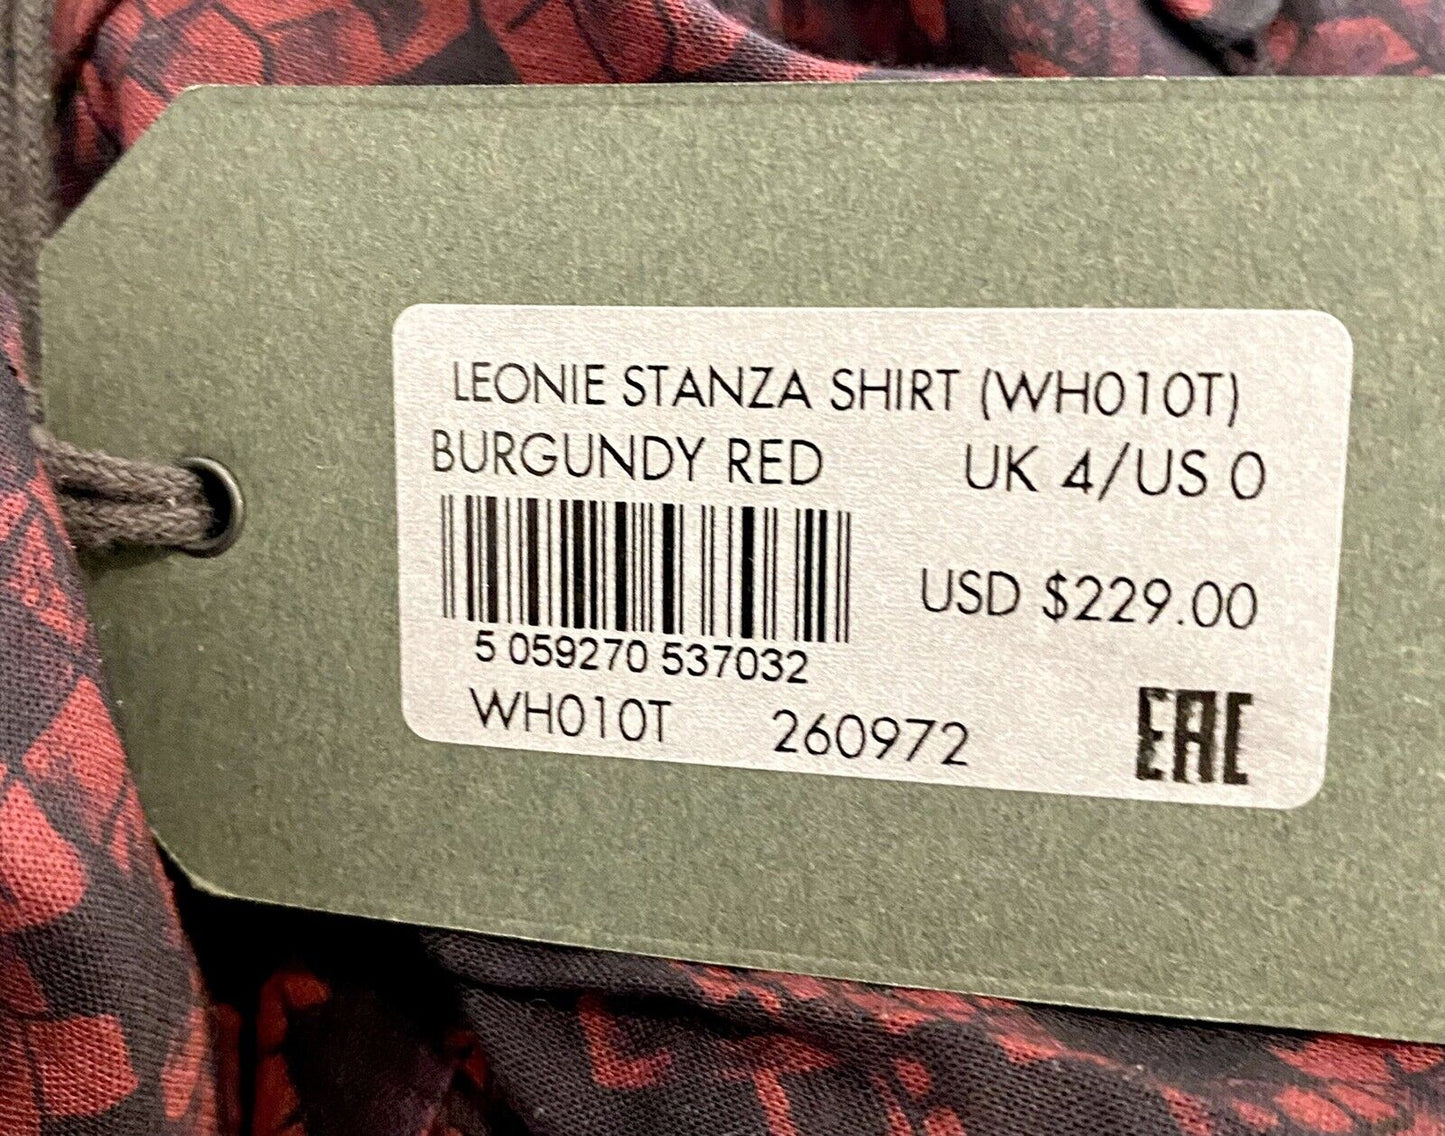 LEONIE STANZA SHIRT (WH010T)
BURGUNDY RED UK 4/US 0
USD $229.00
5 059270 537032
WH010T 260972
EAC